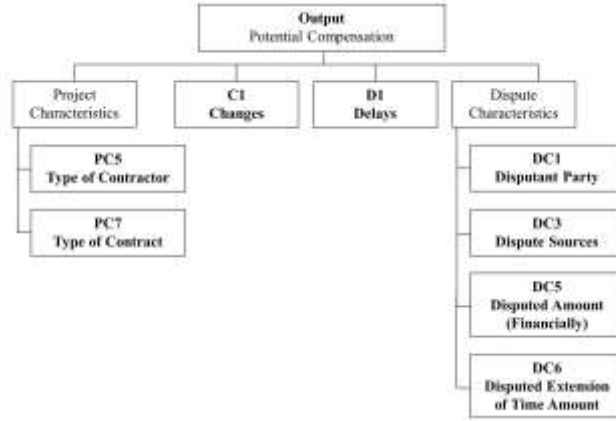 Output
Potential Compensation
Project
Characteristics
C1
Changes
D1
Delays
Dispute
Characteristics
PC5
Type of Contractor
PC7
Type of Contract
DC1
Disputant Party
DC3
Dispute Sources
DC5
Disputed Amount
(Financially)
DC6
Disputed Extension
of Time Amount